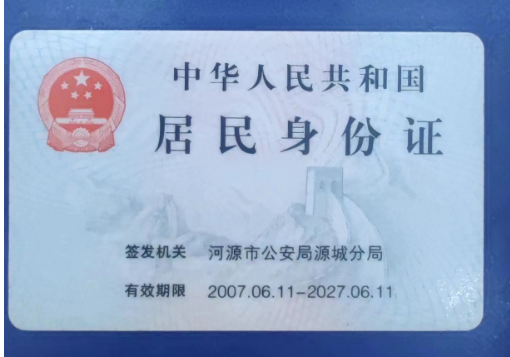 中华人民共和国
居民身份证
签发机关 河源市公安局源城分局
有效期限 2007.06.11-2027.06.11